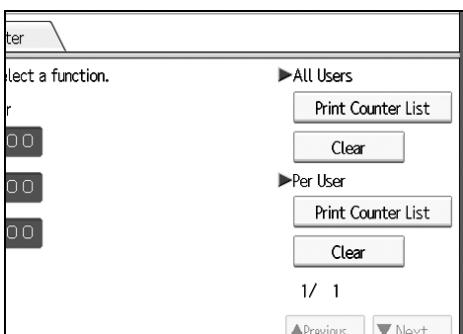 ter
elect a function.
r
00
00
00
▶All Users
Print Counter List
Clear
▶Per User
Print Counter List
Clear
1/ 1
▲Previous ▼Next